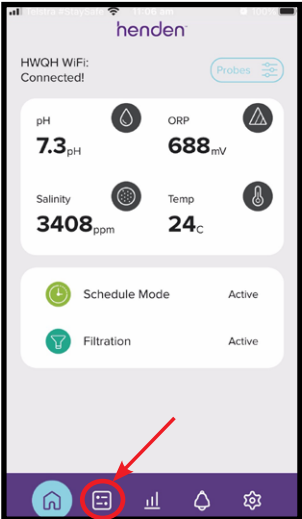 henden
HWQH WiFi:
Connected!
Probes
pH
7.3pH
ORP
688mV
Salinity
3408ppm
Temp
24C
Schedule Mode Active
Filtration Active